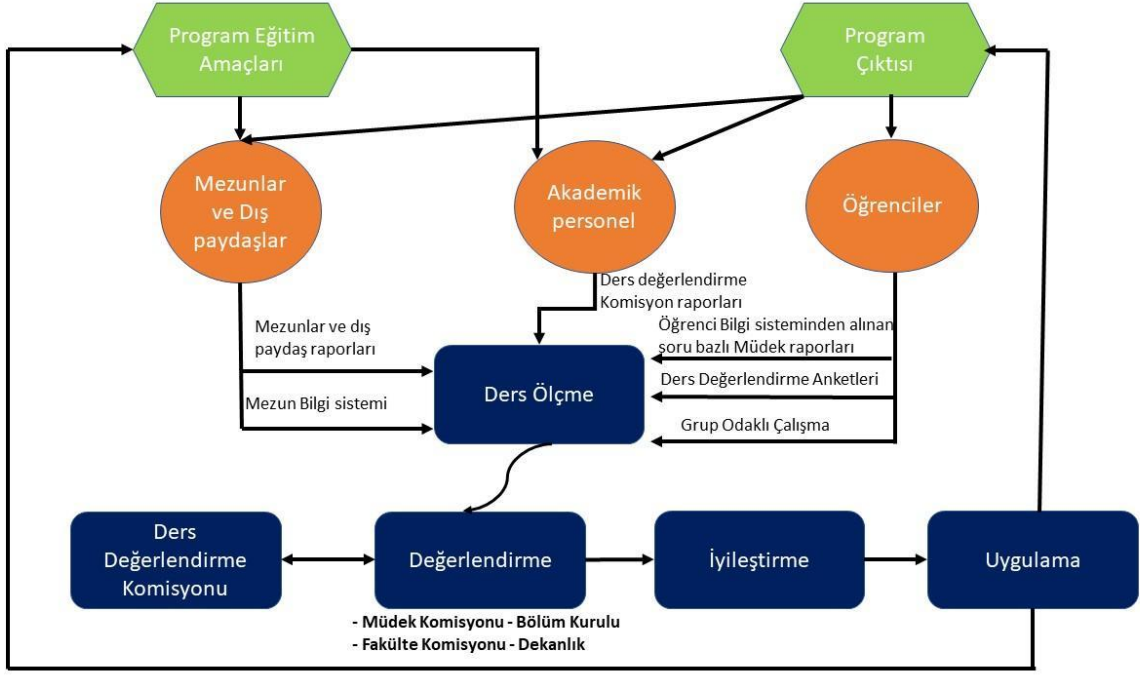 Program Eğitim
Amaçları
Program
Çıktısı
Mezunlar
ve Dış
paydaşlar
Akademik
personel
Öğrenciler
Ders değerlendirme
Komisyon raporları
Mezunlar ve dış
paydaş raporları
Öğrenci Bilgi sisteminden alınan
soru bazlı Müdek raporları
Ders Ölçme
Ders Değerlendirme Anketleri
Mezun Bilgi sistemi
Grup Odaklı Çalışma
Ders
Değerlendirme
Komisyonu
Değerlendirme
İyileştirme
Uygulama
- Müdek Komisyonu - Bölüm Kurulu
- Fakülte Komisyonu - Dekanlık